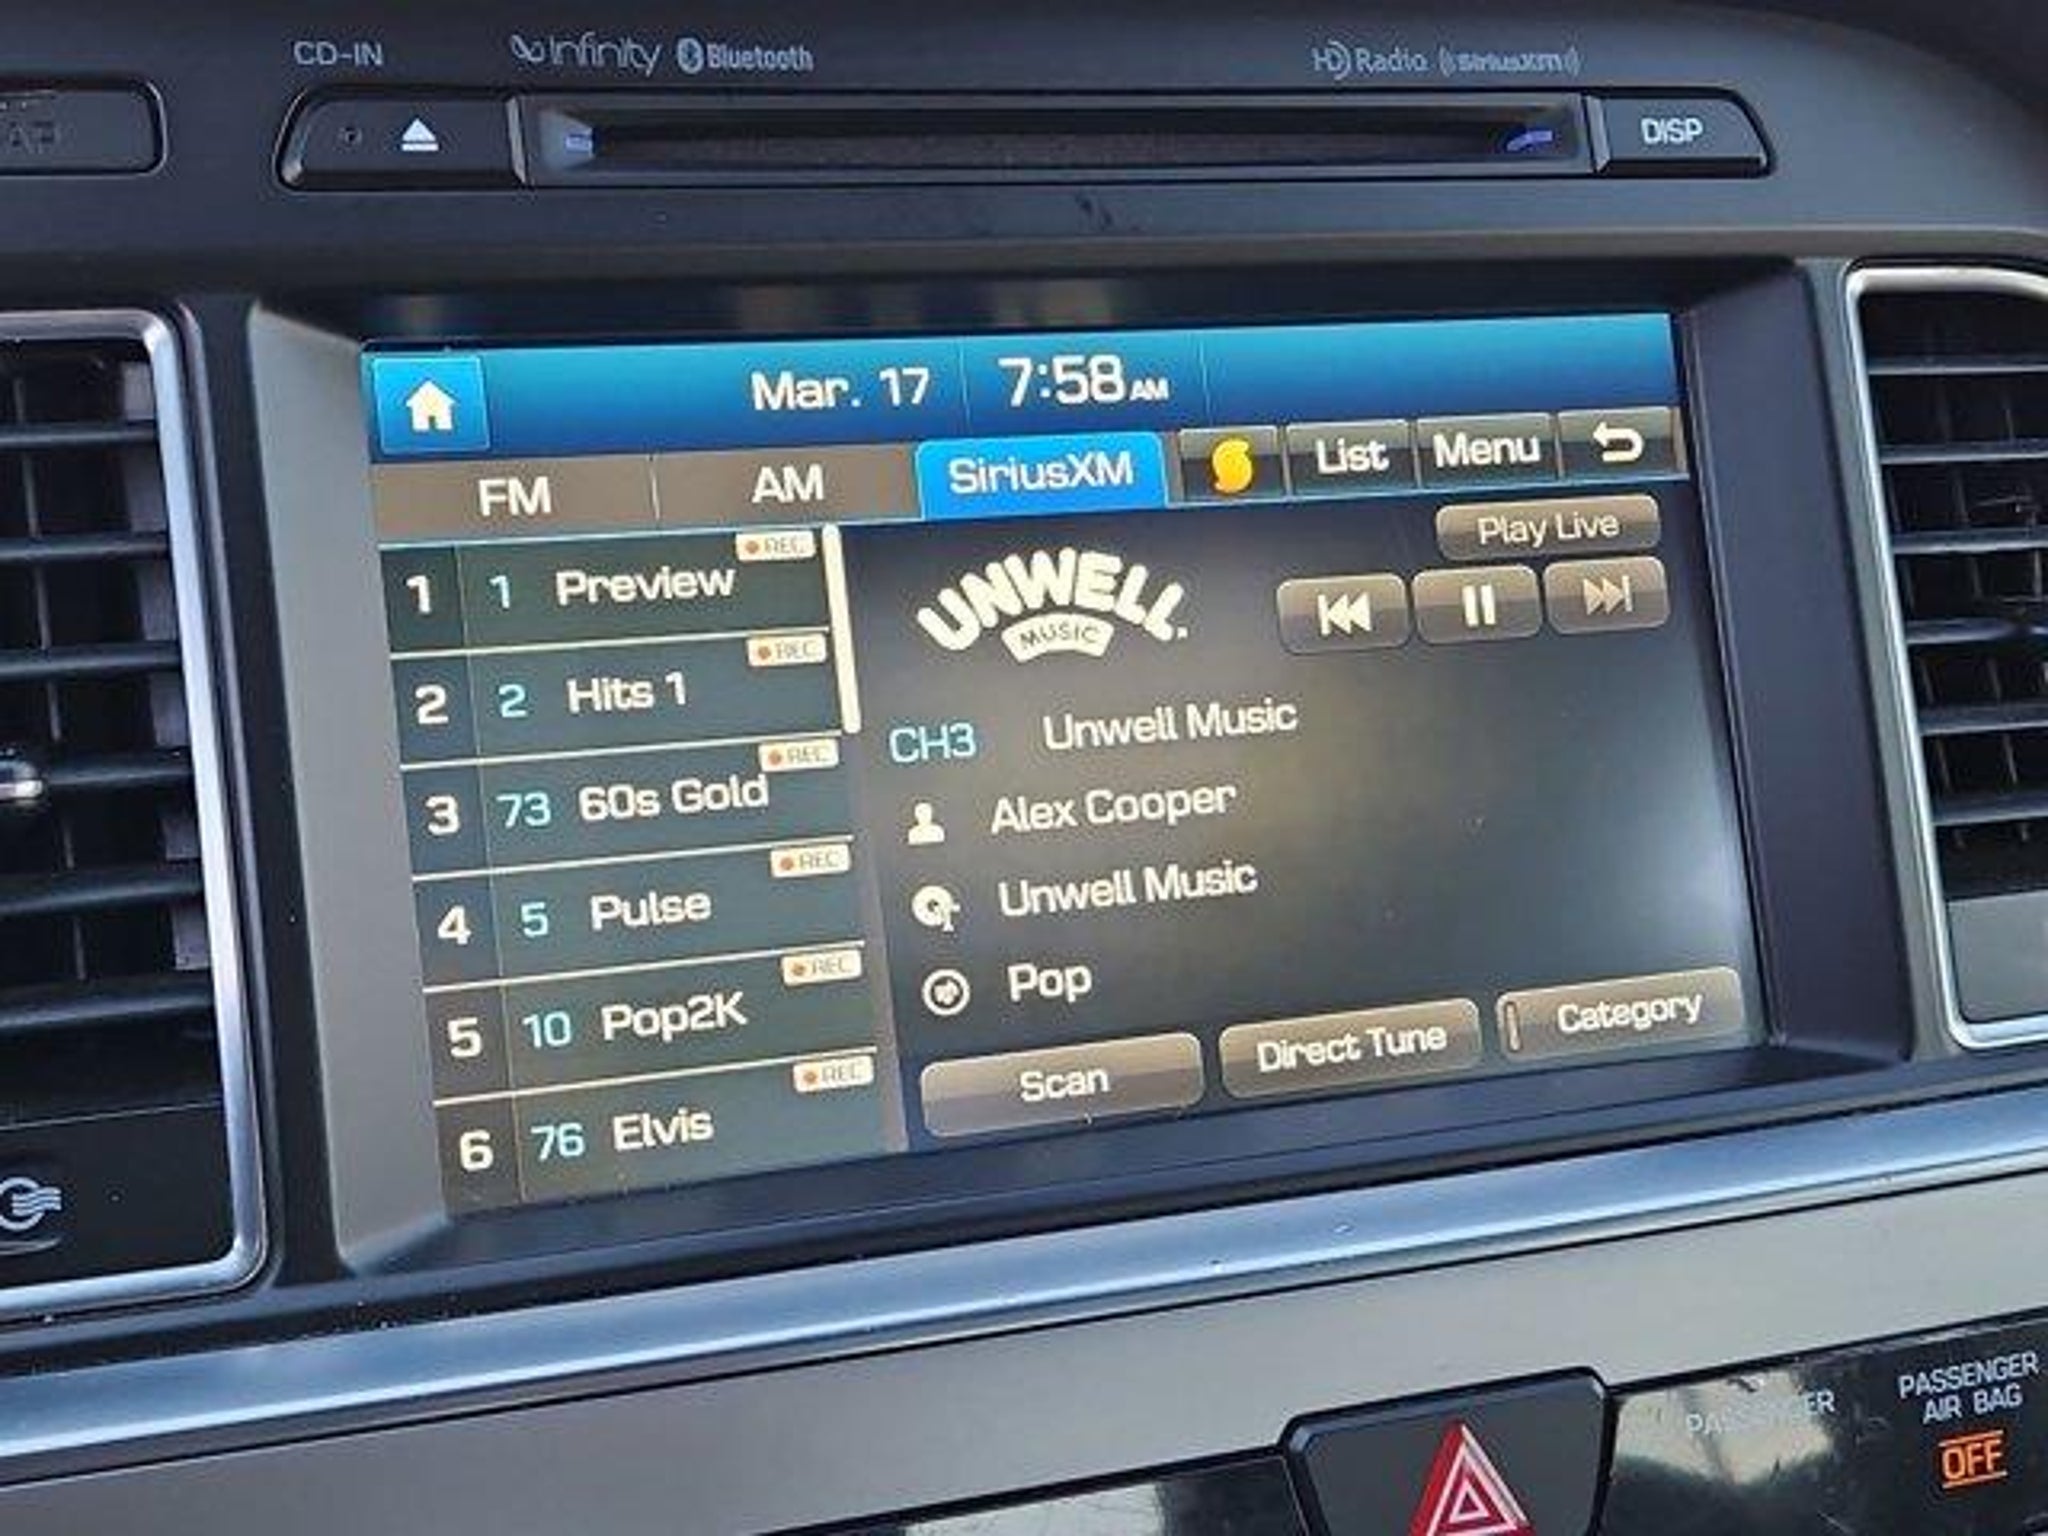 CD-IN
Infinity Bluetooth
HD Radio ((SiriusXM))
DISP
Mar. 17 7:58 AM
FM AM SiriusXM List Menu
1 1 Preview REC
2 2 Hits 1 REC
3 73 60s Gold REC
4 5 Pulse REC
5 10 Pop2K REC
6 76 Elvis REC
UNWELL.
MUSIC
Play Live
CH3 Unwell Music
Alex Cooper
Unwell Music
Pop
Scan Direct Tune Category
PASSENGER
PASSENGER
AIR BAG
OFF